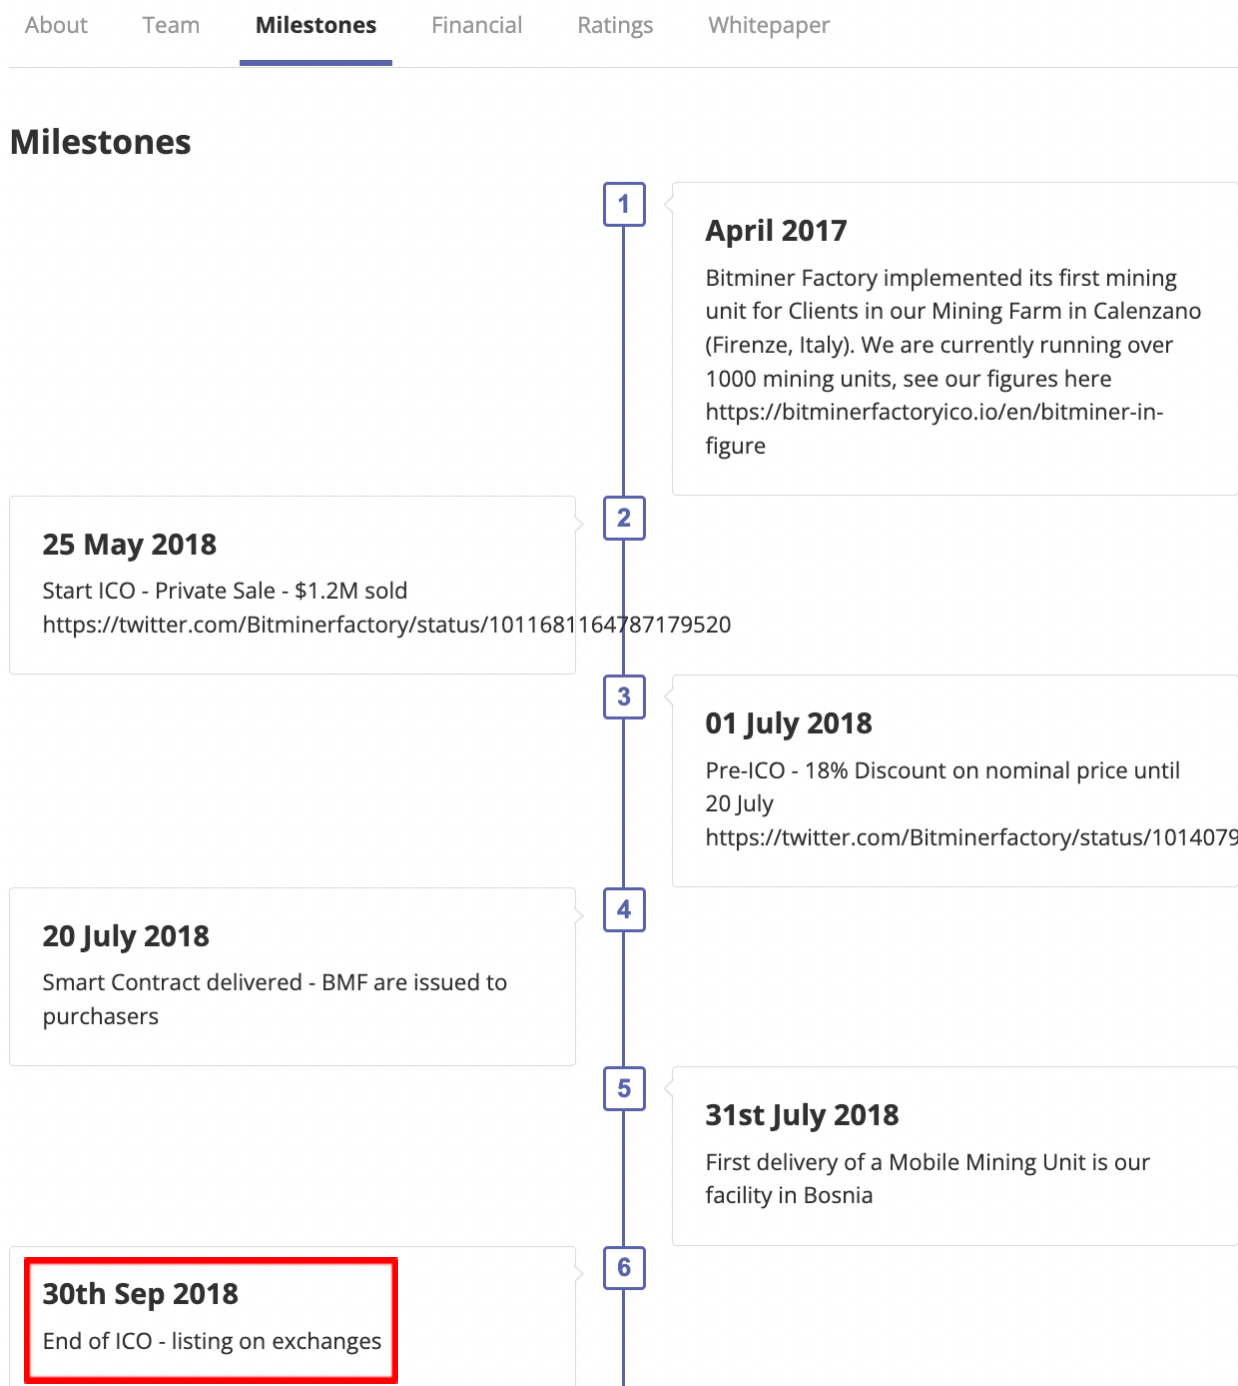 About Team Milestones Financial Ratings Whitepaper
Milestones
1
April 2017
Bitminer Factory implemented its first mining
unit for Clients in our Mining Farm in Calenzano
(Firenze, Italy). We are currently running over
1000 mining units, see our figures here
https://bitminerfactoryico.io/en/bitminer-in-
figure
2
25 May 2018
Start ICO - Private Sale - $1.2M sold
https://twitter.com/Bitminerfactory/status/1011681164787179520
3
01 July 2018
Pre-ICO - 18% Discount on nominal price until
20 July
https://twitter.com/Bitminerfactory/status/1014079
4
20 July 2018
Smart Contract delivered - BMF are issued to
purchasers
5
31st July 2018
First delivery of a Mobile Mining Unit is our
facility in Bosnia
6
30th Sep 2018
End of ICO - listing on exchanges